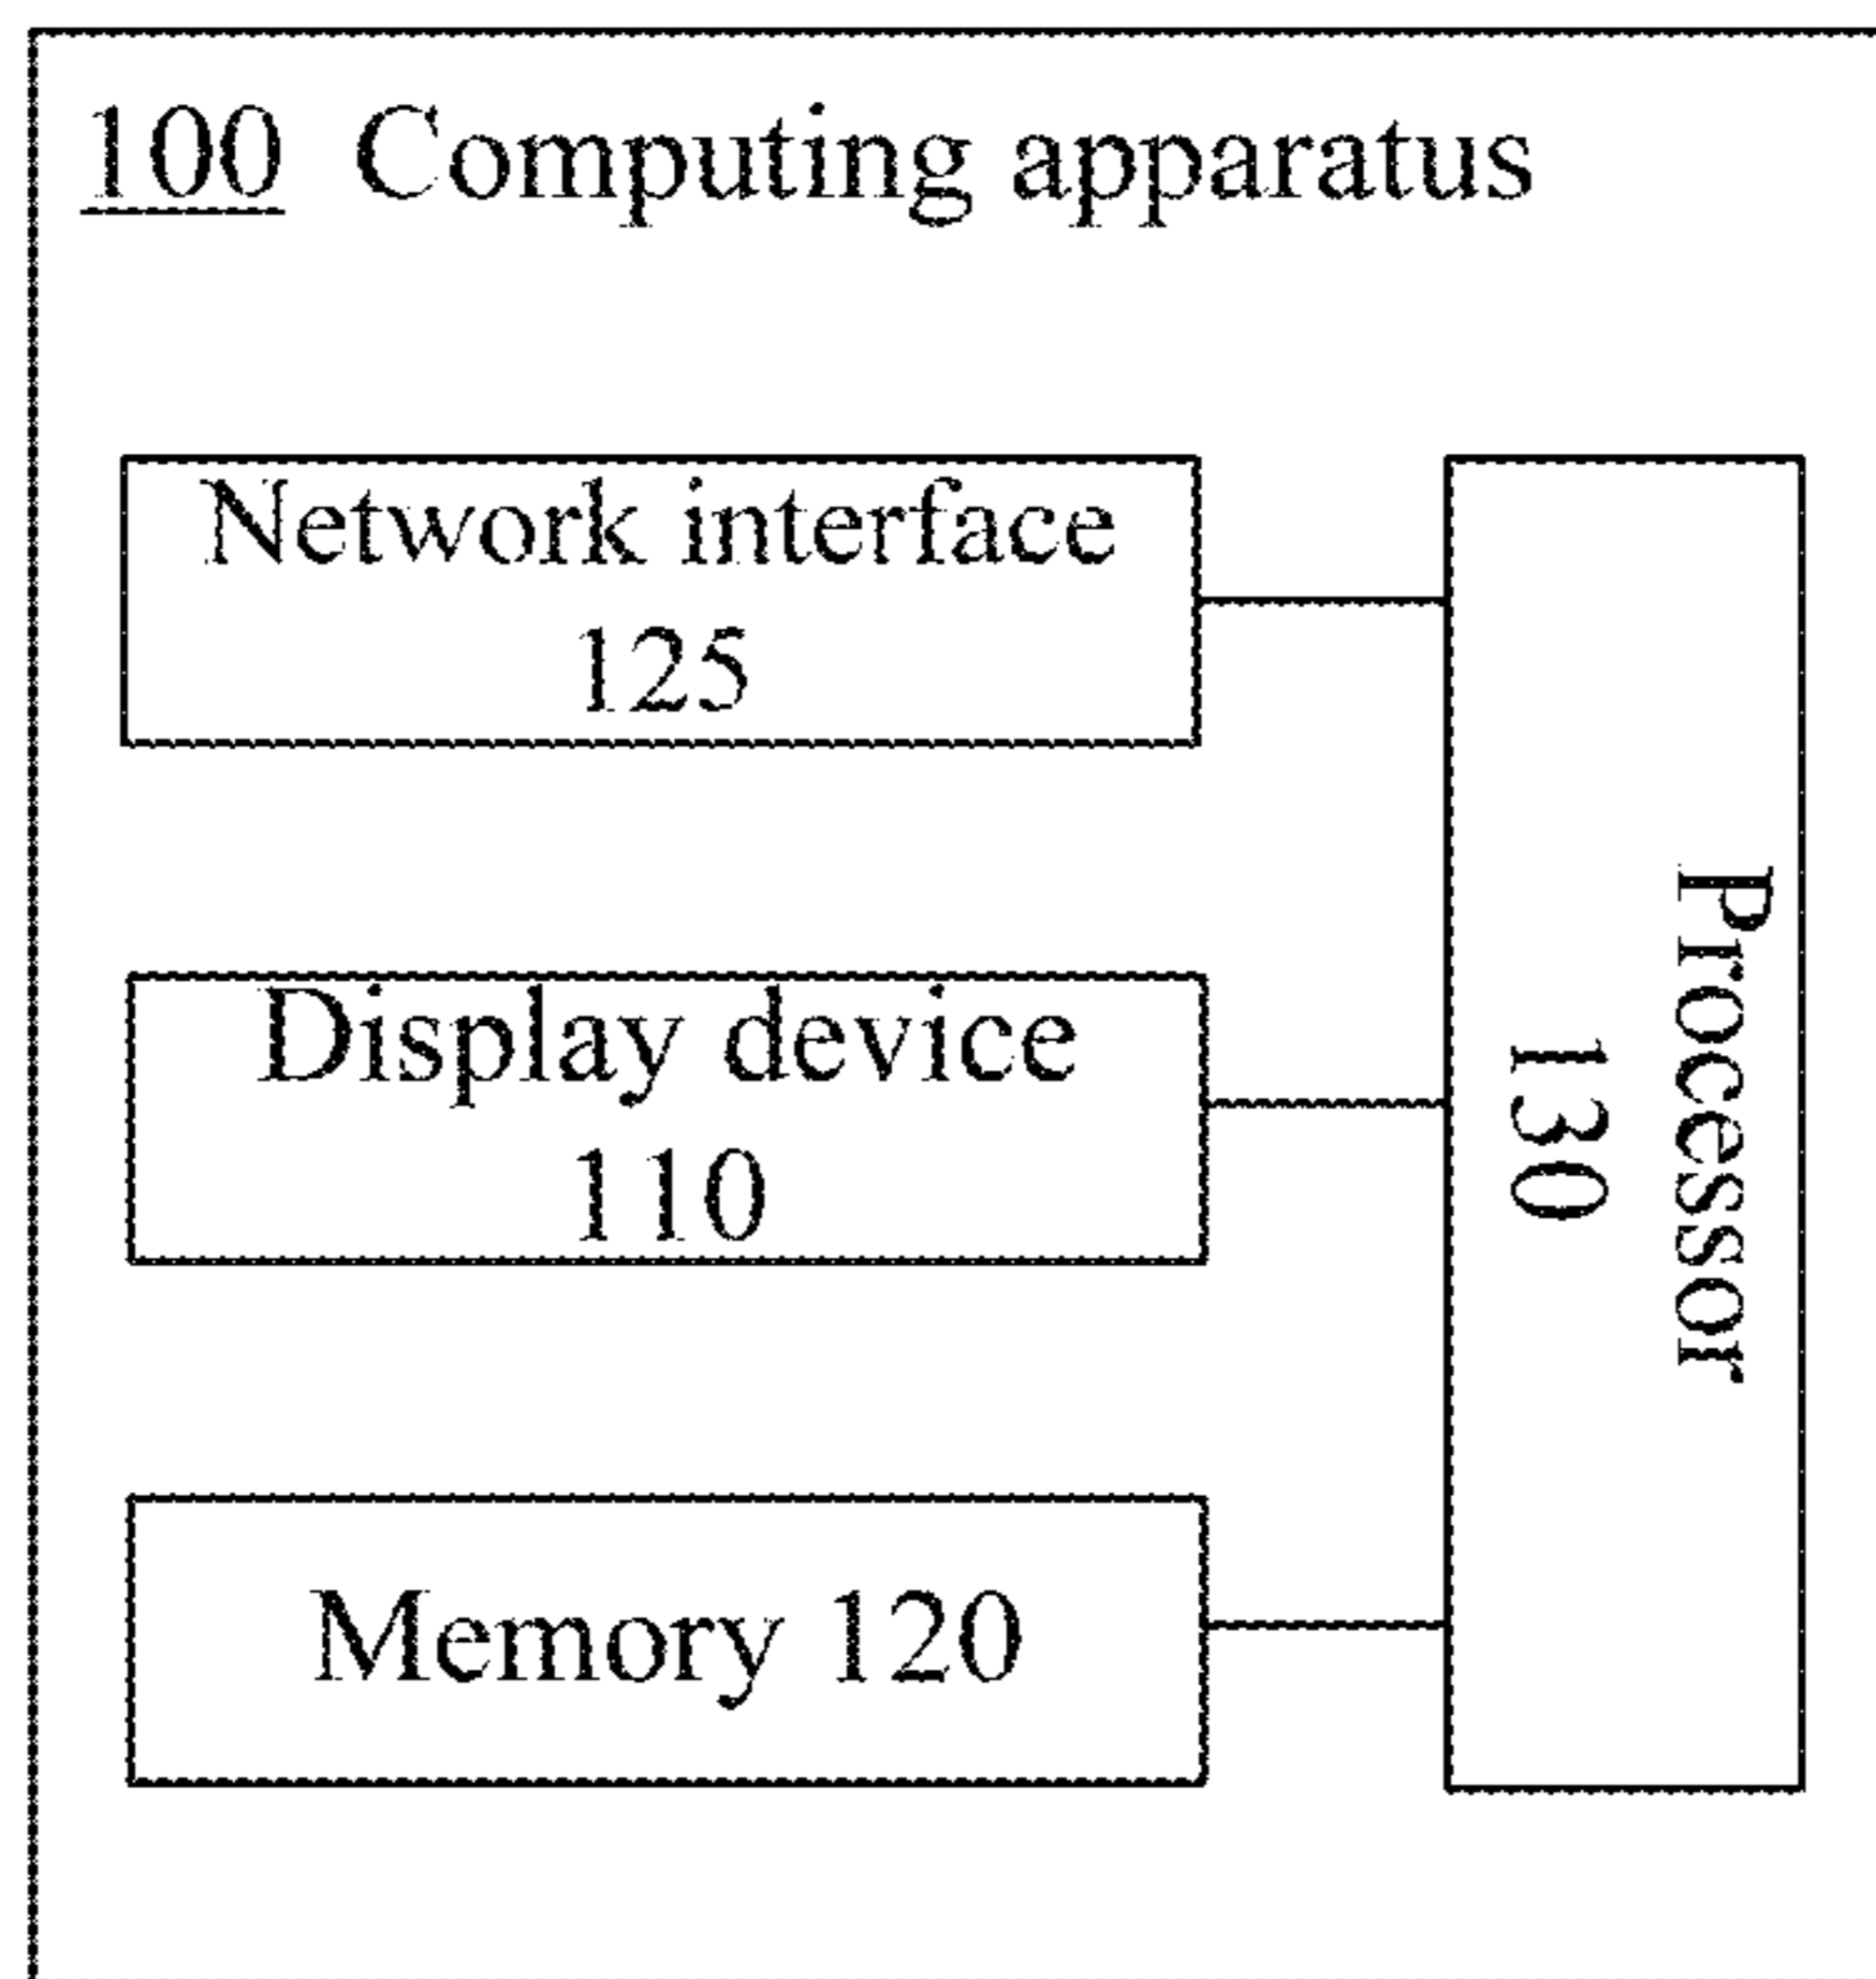 100 Computing apparatus
Network interface
125
Display device
110
Memory 120
Processor
130